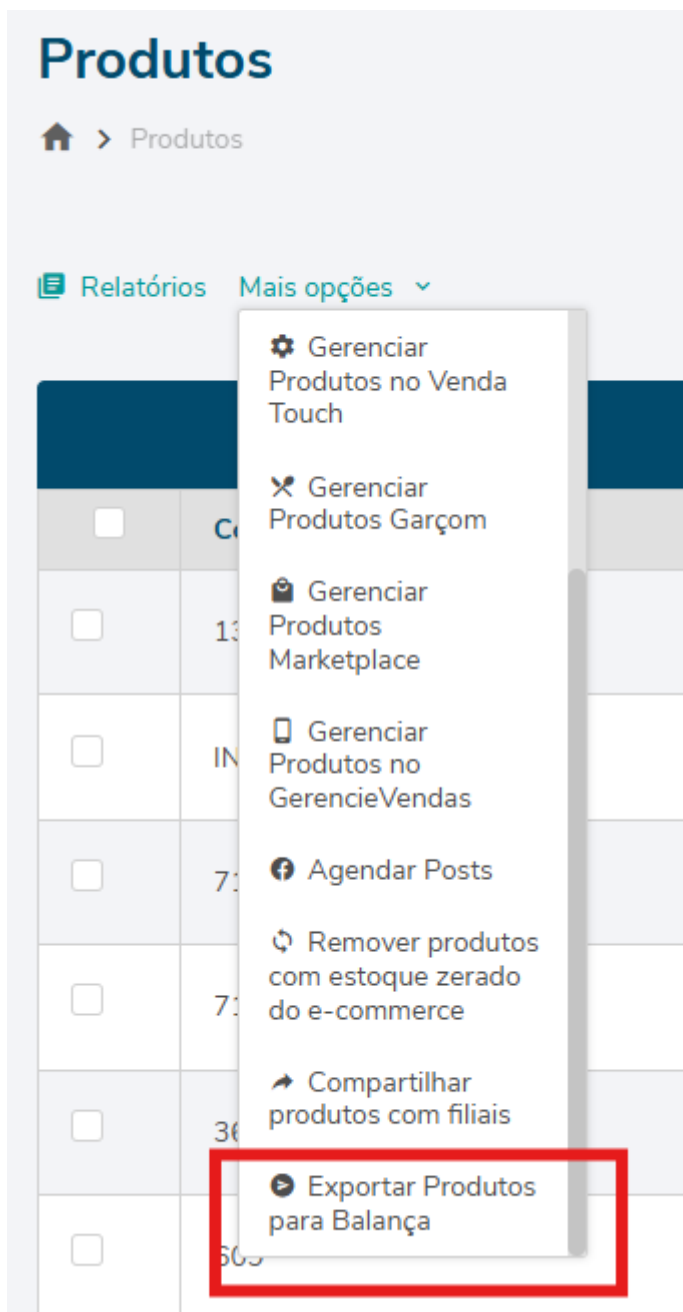 Produtos
Produtos
Relatórios Mais opções
Gerenciar
Produtos no Venda
Touch
Gerenciar
Produtos Garçom
Gerenciar
Produtos
Marketplace
Gerenciar
Produtos no
GerencieVendas
Agendar Posts
Remover produtos
com estoque zerado
do e-commerce
Compartilhar
produtos com filiais
Exportar Produtos
para Balança